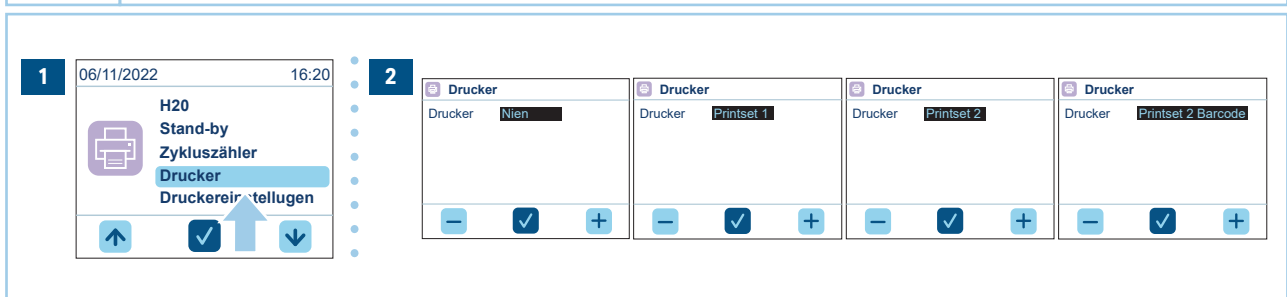 1
06/11/2022 16:20
H20
Stand-by
Zykluszähler
Drucker
2
Drucker
Drucker Nien
Drucker
Drucker Printset 1
Drucker
Drucker Printset 2
Drucker
Drucker Printset 2 Barcode